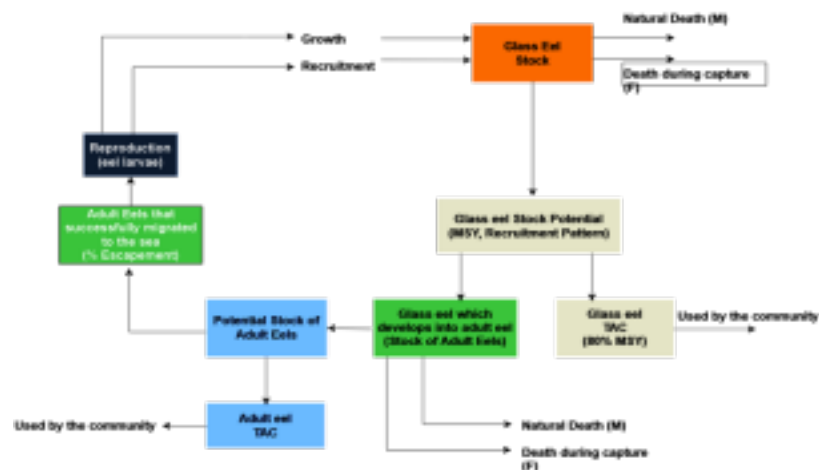 Natural Death (M)
Growth
Glass Eel
Stock
Recruitment
Death during capture
(F)
Reproduction
(eel larvae)
Adult Eels that
successfully migrated
to the sea
(% Escapement)
Glass eel Stock Potential
(MSY, Recruitment Pattern)
Potential Stock of
Adult Eels
Glass eel which
develops into adult eel
(Stock of Adult Eels)
Glass eel
TAC
(80% MSY)
Used by the community
Used by the community
Adult eel
TAC
Natural Death (M)
Death during capture
(F)